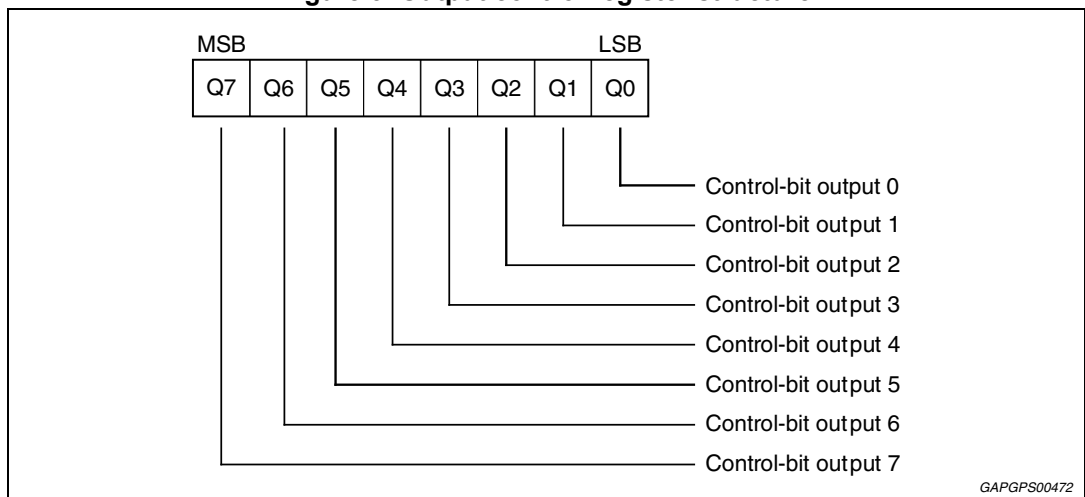 MSB LSB
Q7 Q6 Q5 Q4 Q3 Q2 Q1 Q0
Control-bit output 0
Control-bit output 1
Control-bit output 2
Control-bit output 3
Control-bit output 4
Control-bit output 5
Control-bit output 6
Control-bit output 7
GAPGPS00472